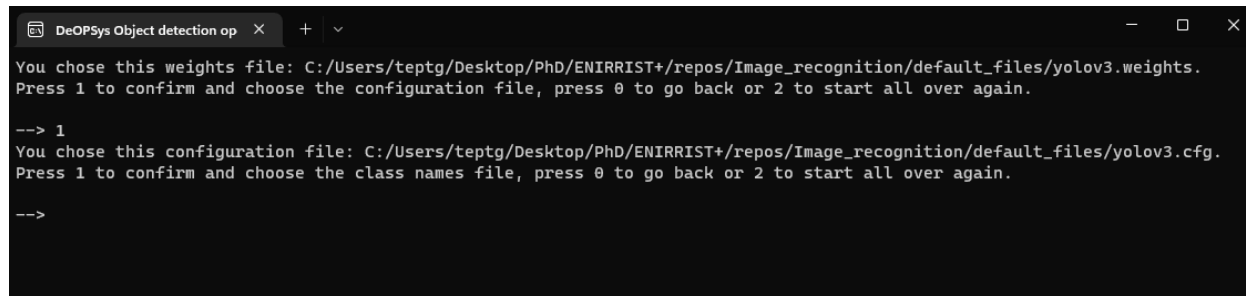 DeOPSys Object detection op
You chose this weights file: C:/Users/teptg/Desktop/PhD/ENIRRIST+/repos/Image_recognition/default_files/yolov3.weights.
Press 1 to confirm and choose the configuration file, press 0 to go back or 2 to start all over again.
--> 1
You chose this configuration file: C:/Users/teptg/Desktop/PhD/ENIRRIST+/repos/Image_recognition/default_files/yolov3.cfg.
Press 1 to confirm and choose the class names file, press 0 to go back or 2 to start all over again.
-->